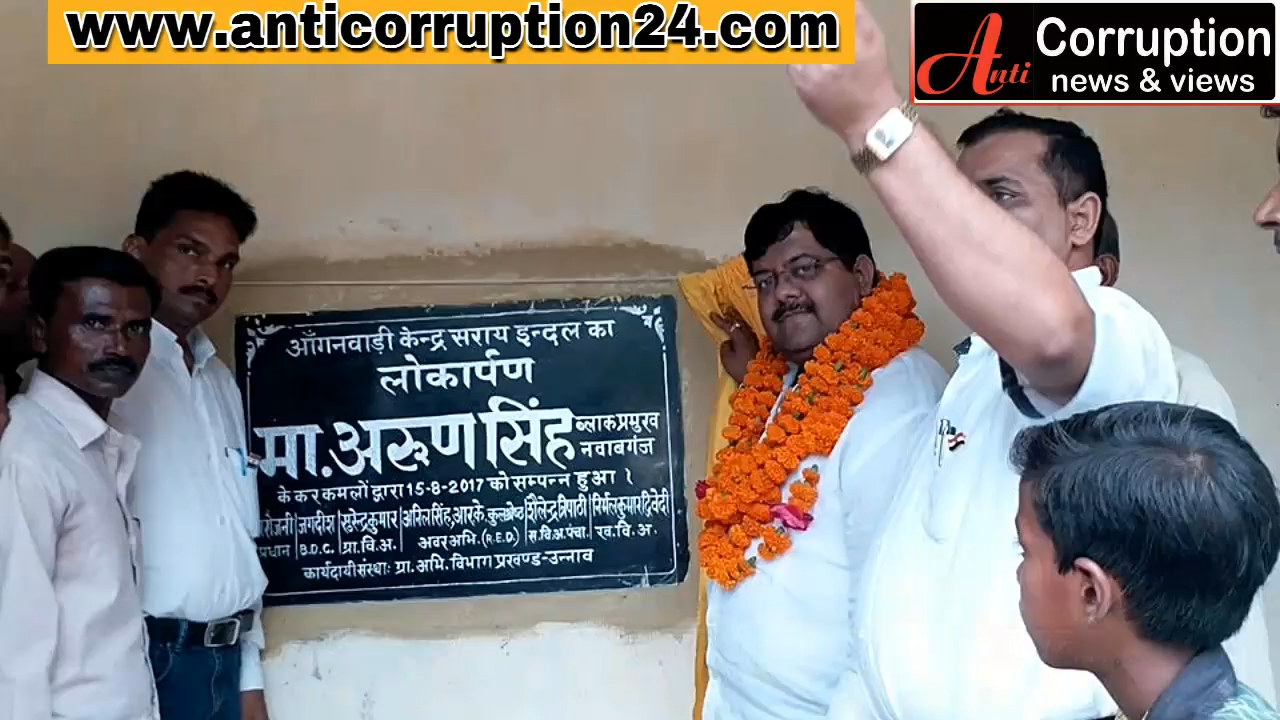 www.anticorruption24.com
Anti Corruption
news & views
आँगनवाड़ी केन्द्र सराय इन्दल का
लोकार्पण
मा. अरूण सिंह ब्लाक प्रमुख
नवाबगंज
के कर कमलों द्वारा 15-8-2017 को सम्पन्न हुआ ।
जगदीश सुरेन्द्र कुमार अनिल सिंह, आर.के. कुलश्रेष्ठ शैलेन्द्र त्रिपाठी निर्मल कुमार द्विवेदी
प्रधान B.D.C. ग्रा.वि.अ. अवर अभि. (R.E.D.) स.वि.अ.पंचा. ख.वि.अ.
कार्यदायी संस्थाः ग्रा. अभि. विभाग प्रखण्ड-उन्नाव